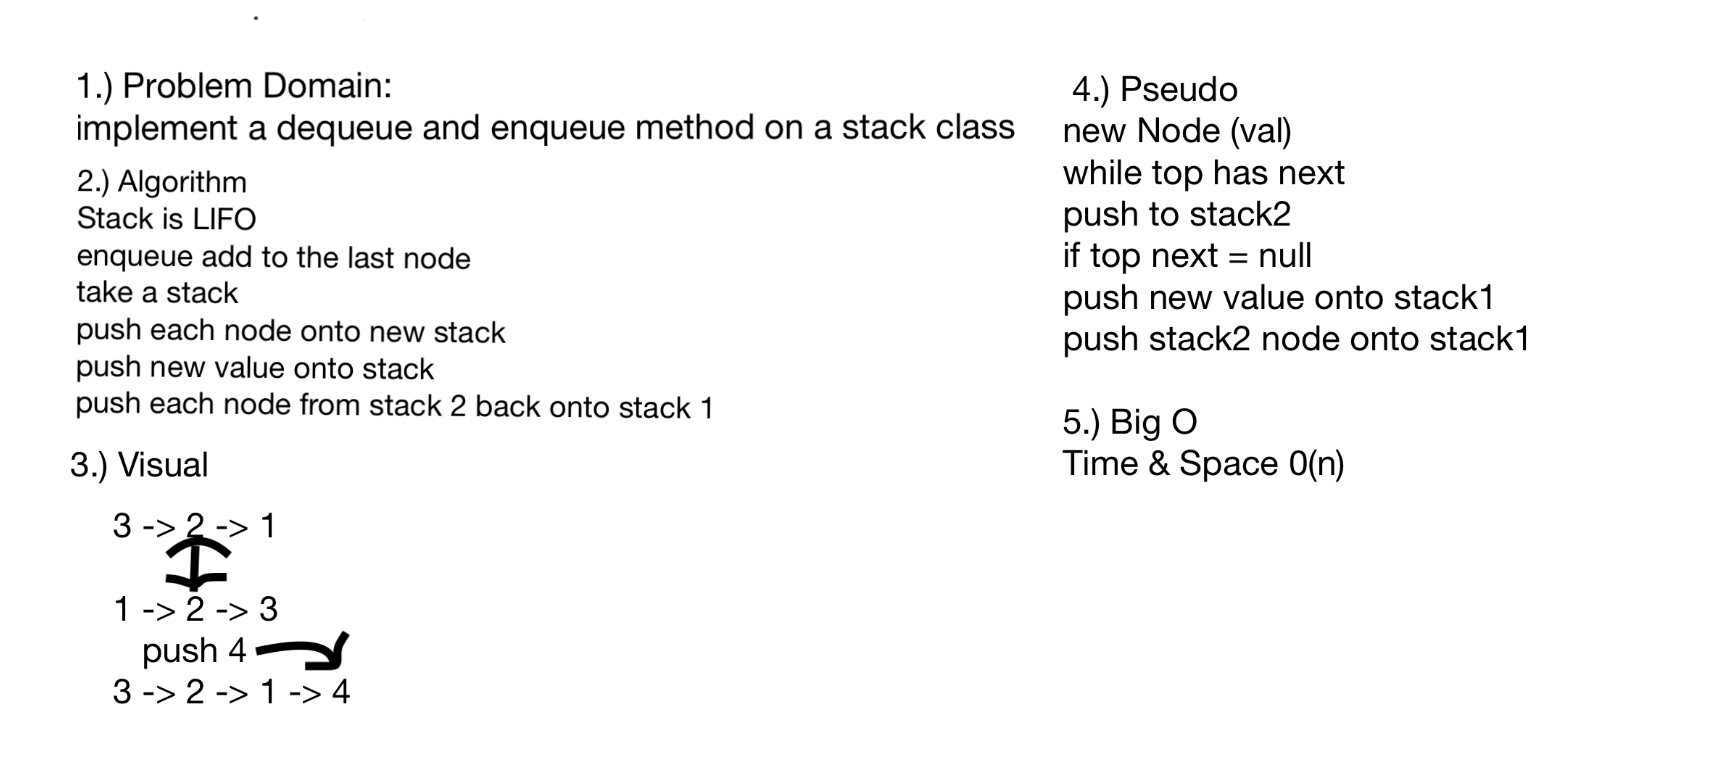 1.) Problem Domain:
implement a dequeue and enqueue method on a stack class
2.) Algorithm
Stack is LIFO
enqueue add to the last node
take a stack
push each node onto new stack
push new value onto stack
push each node from stack 2 back onto stack 1
3.) Visual
3 -> 2 -> 1
1 -> 2 -> 3
push 4
3 -> 2 -> 1 -> 4
4.) Pseudo
new Node (val)
while top has next
push to stack2
if top next = null
push new value onto stack1
push stack2 node onto stack1
5.) Big O
Time & Space 0(n)